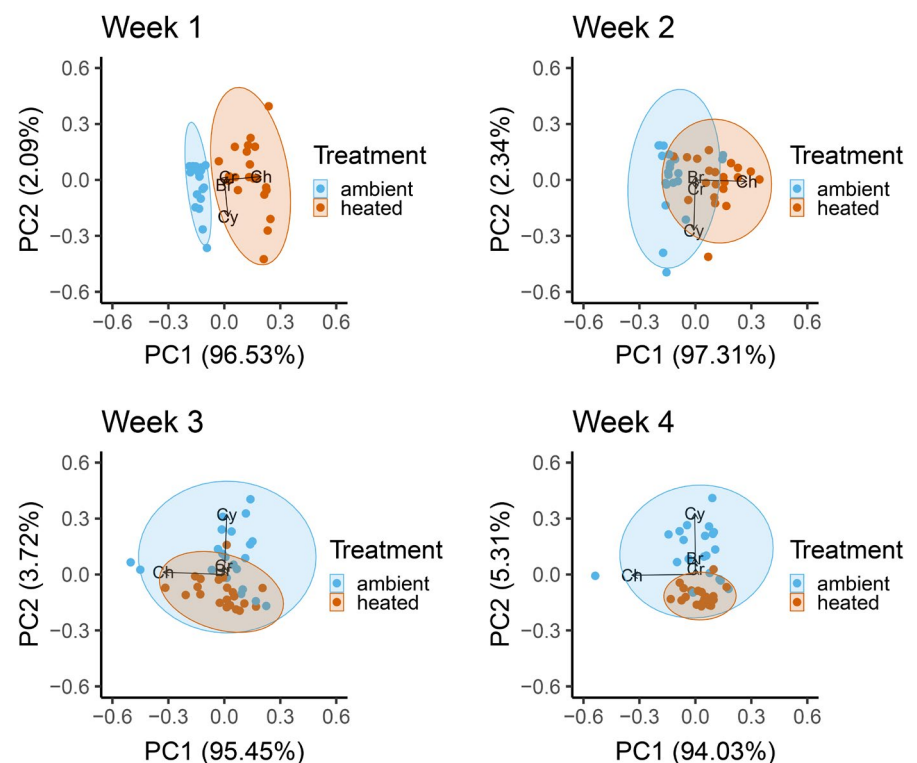 Week 1
0.6
0.3
0.0
−0.3
−0.6
PC2 (2.09%)
Cr
Ch
Br
Cy
−0.6 −0.3 0.0 0.3 0.6
PC1 (96.53%)
Treatment
ambient
heated
Week 2
0.6
0.3
0.0
−0.3
−0.6
PC2 (2.34%)
Br
Ch
Cr
Cy
−0.6 −0.3 0.0 0.3 0.6
PC1 (97.31%)
Treatment
ambient
heated
Week 3
0.6
0.3
0.0
−0.3
−0.6
PC2 (3.72%)
Cy
Cr
Ch
Br
−0.6 −0.3 0.0 0.3 0.6
PC1 (95.45%)
Treatment
ambient
heated
Week 4
0.6
0.3
0.0
−0.3
−0.6
PC2 (5.31%)
Cy
Br
Cr
Ch
−0.6 −0.3 0.0 0.3 0.6
PC1 (94.03%)
Treatment
ambient
heated